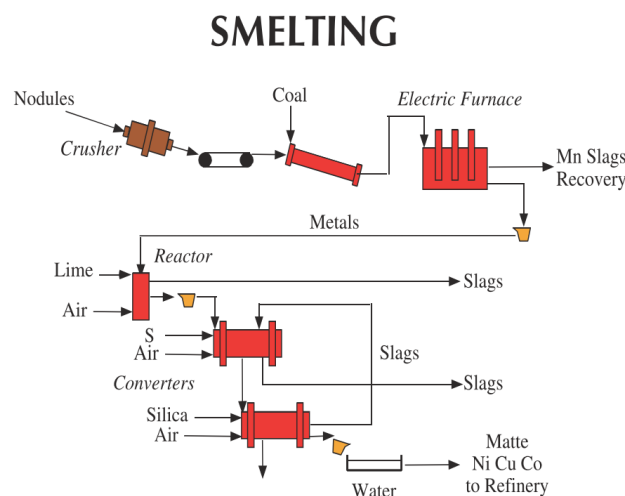 SMELTING
Nodules
Coal
Electric Furnace
Crusher
Mn Slags
Recovery
Metals
Reactor
Lime
Slags
Air
S
Air
Slags
Converters
Slags
Silica
Air
Matte
Ni Cu Co
to Refinery
Water